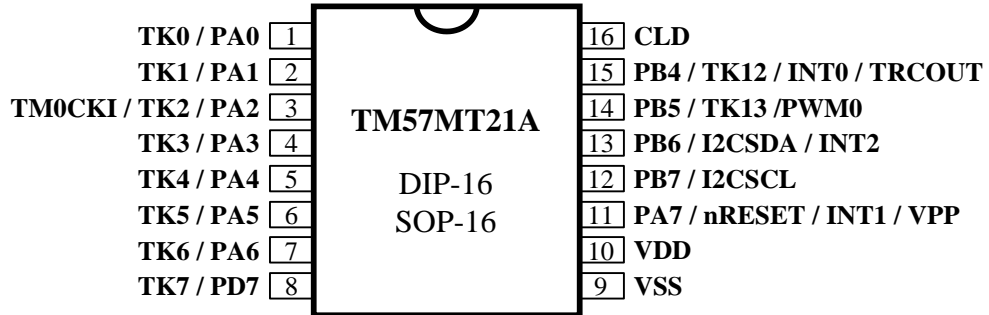 TK0 / PA0 1 16 CLD
TK1 / PA1 2 15 PB4 / TK12 / INT0 / TRCOUT
TM0CKI / TK2 / PA2 3 TM57MT21A 14 PB5 / TK13 /PWM0
TK3 / PA3 4 13 PB6 / I2CSDA / INT2
TK4 / PA4 5 DIP-16 12 PB7 / I2CSCL
TK5 / PA5 6 SOP-16 11 PA7 / nRESET / INT1 / VPP
TK6 / PA6 7 10 VDD
TK7 / PD7 8 9 VSS